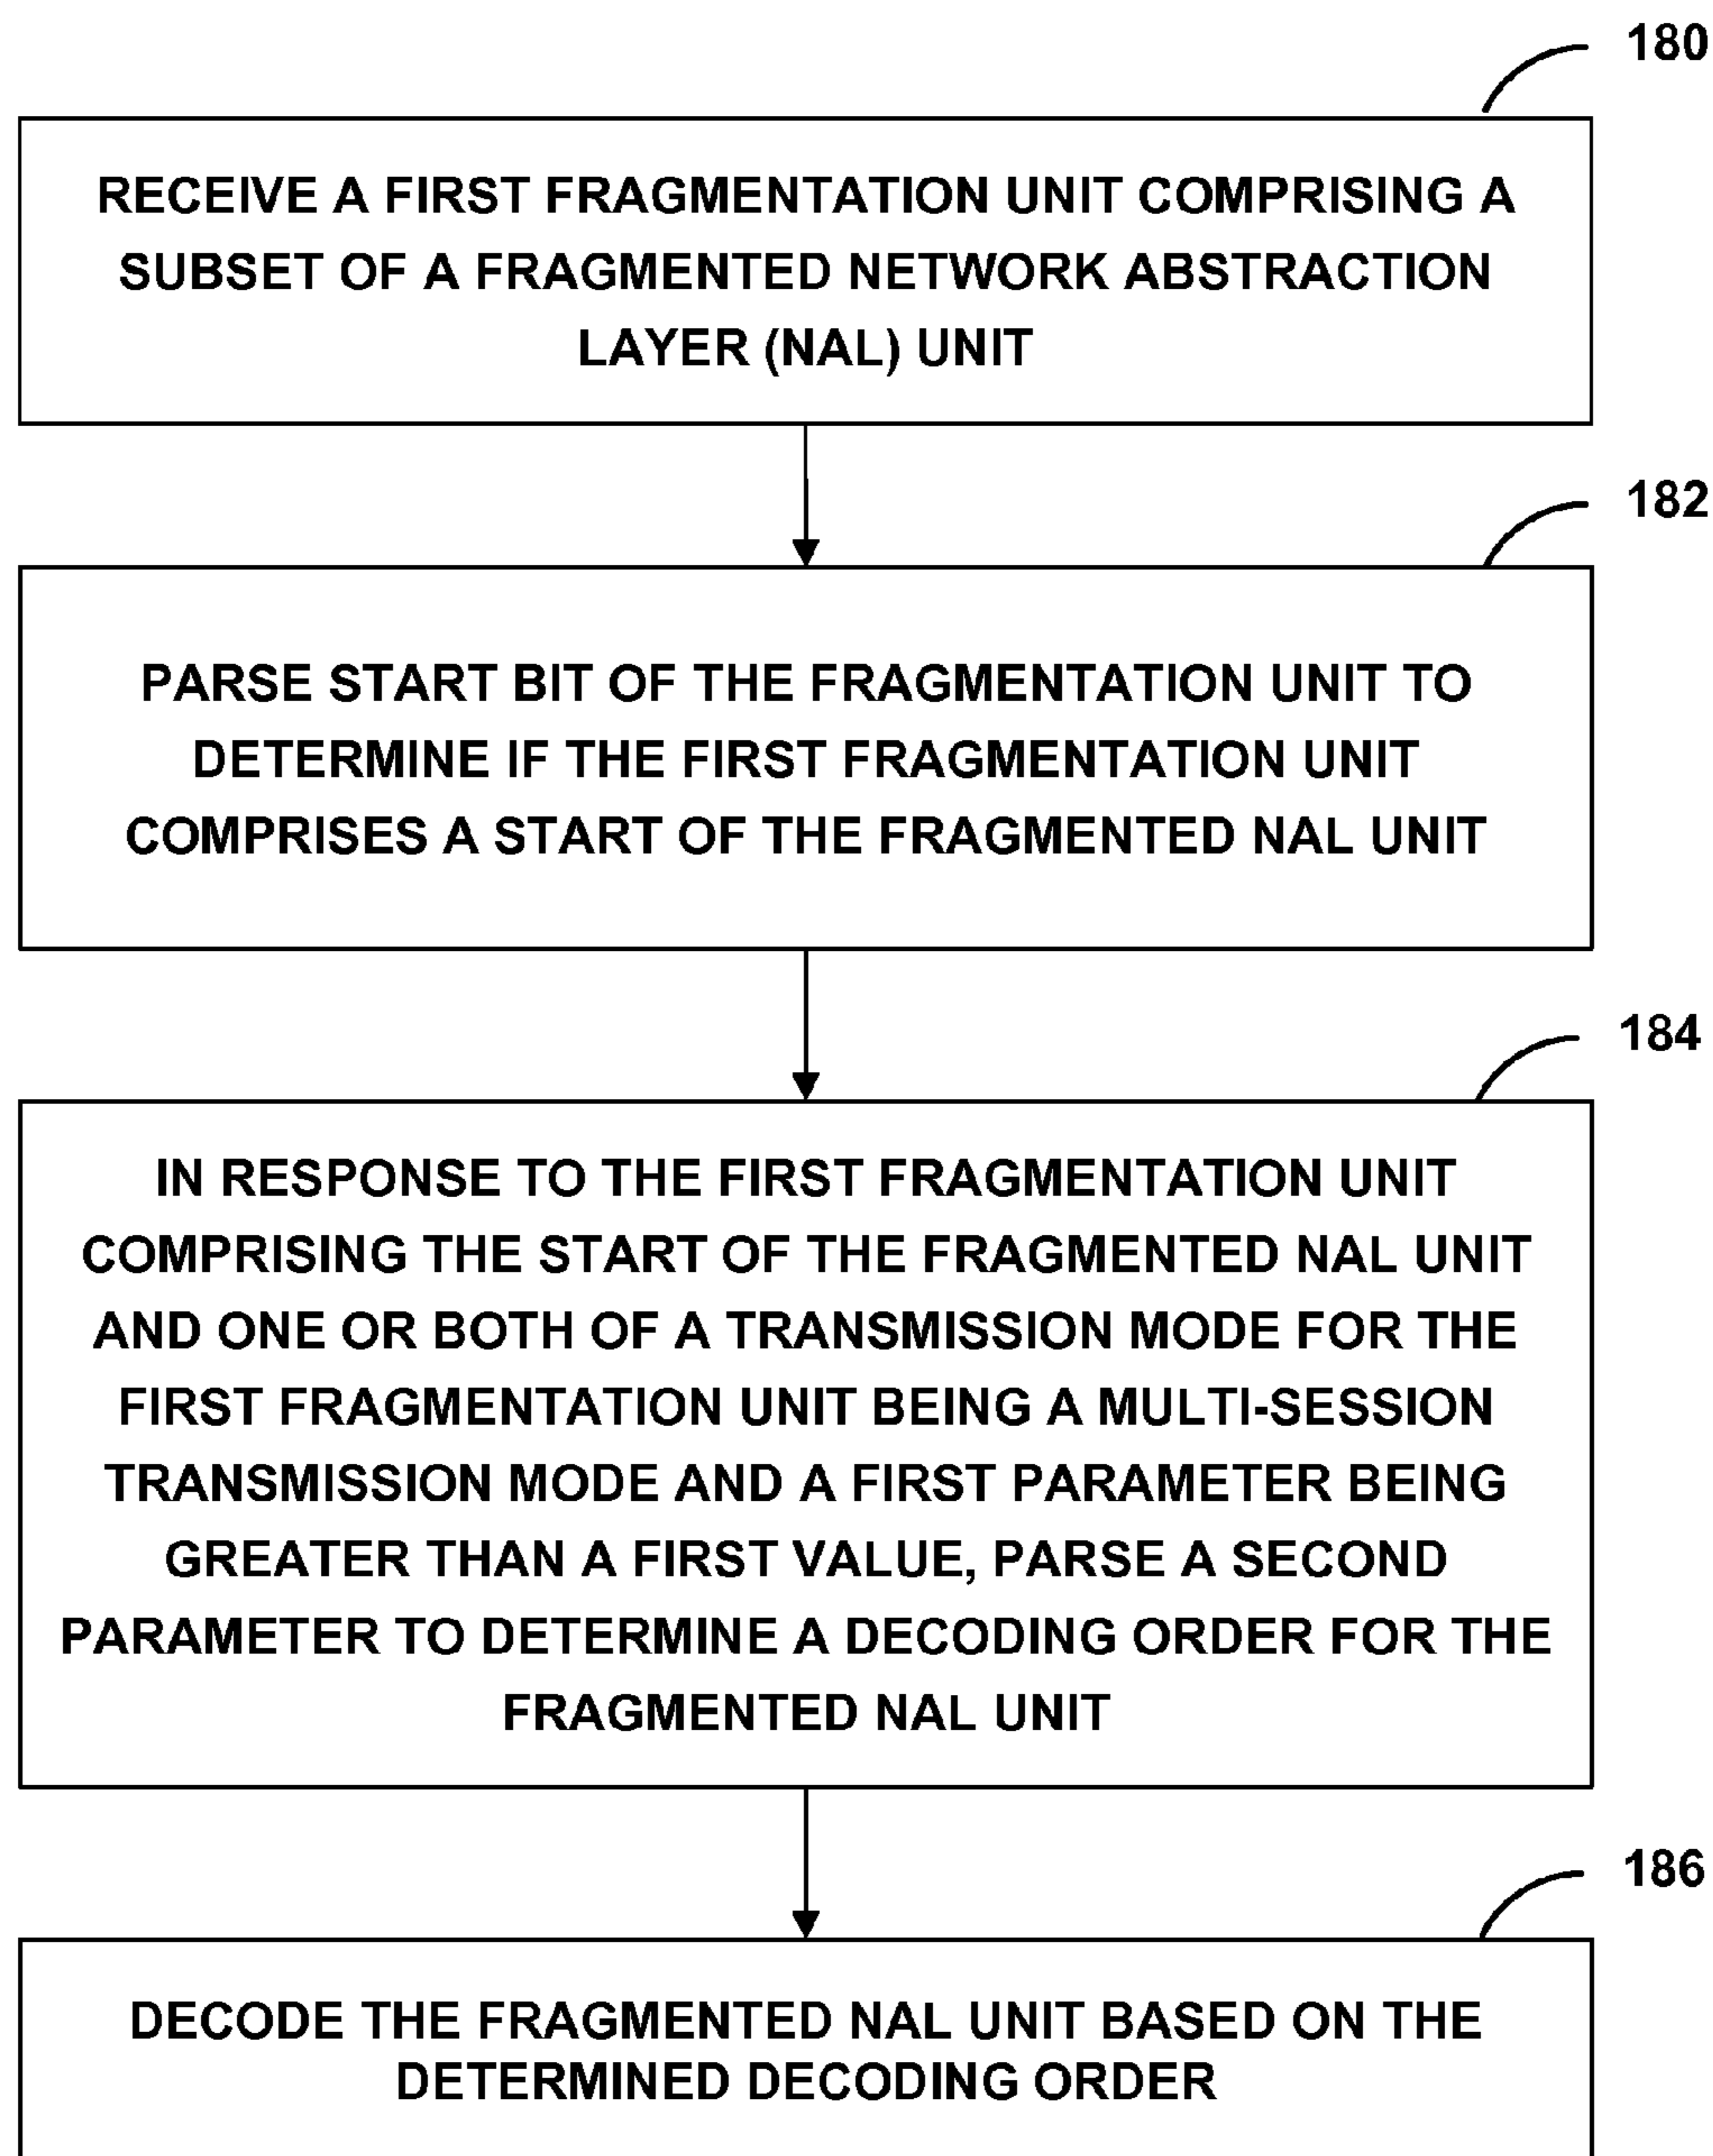 180
RECEIVE A FIRST FRAGMENTATION UNIT COMPRISING A
SUBSET OF A FRAGMENTED NETWORK ABSTRACTION
LAYER (NAL) UNIT
182
PARSE START BIT OF THE FRAGMENTATION UNIT TO
DETERMINE IF THE FIRST FRAGMENTATION UNIT
COMPRISES A START OF THE FRAGMENTED NAL UNIT
184
IN RESPONSE TO THE FIRST FRAGMENTATION UNIT
COMPRISING THE START OF THE FRAGMENTED NAL UNIT
AND ONE OR BOTH OF A TRANSMISSION MODE FOR THE
FIRST FRAGMENTATION UNIT BEING A MULTI-SESSION
TRANSMISSION MODE AND A FIRST PARAMETER BEING
GREATER THAN A FIRST VALUE, PARSE A SECOND
PARAMETER TO DETERMINE A DECODING ORDER FOR THE
FRAGMENTED NAL UNIT
186
DECODE THE FRAGMENTED NAL UNIT BASED ON THE
DETERMINED DECODING ORDER